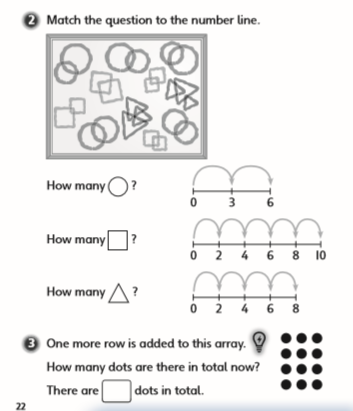 2 Match the question to the number line.
How many ?
0 3 6
How many ?
0 2 4 6 8 10
How many ?
0 2 4 6 8
3 One more row is added to this array.
How many dots are there in total now?
There are dots in total.
22